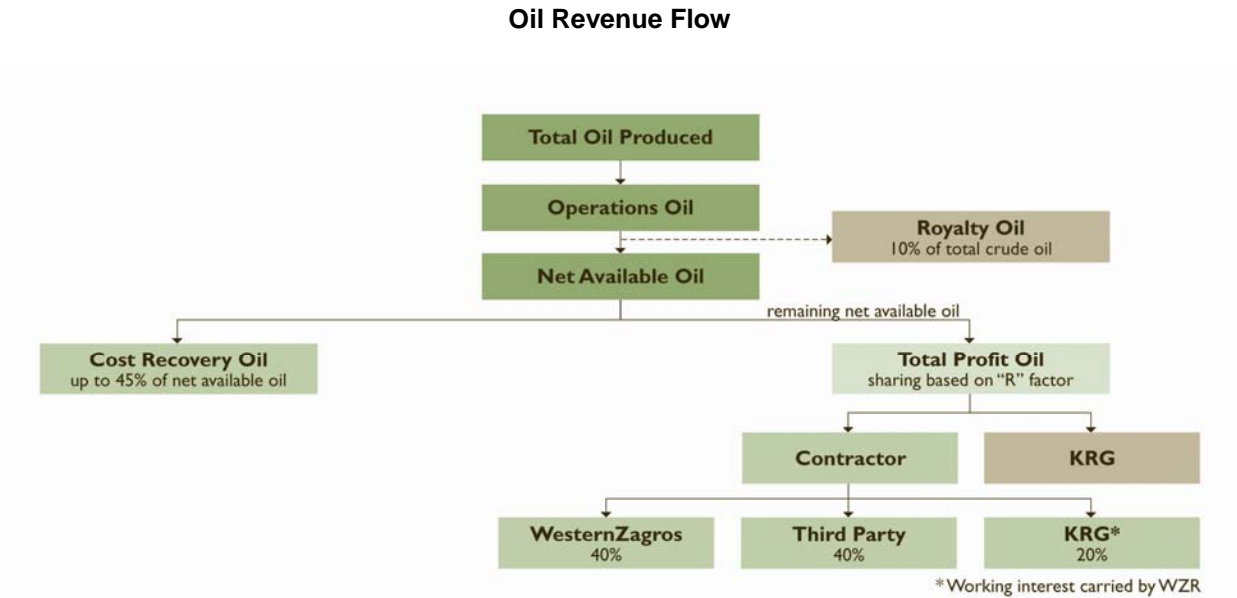 Oil Revenue Flow
Total Oil Produced
Operations Oil
Royalty Oil
10% of total crude oil
Net Available Oil
remaining net available oil
Cost Recovery Oil
up to 45% of net available oil
Total Profit Oil
sharing based on “R” factor
Contractor
KRG
WesternZagros
40%
Third Party
40%
KRG*
20%
*Working interest carried by WZR